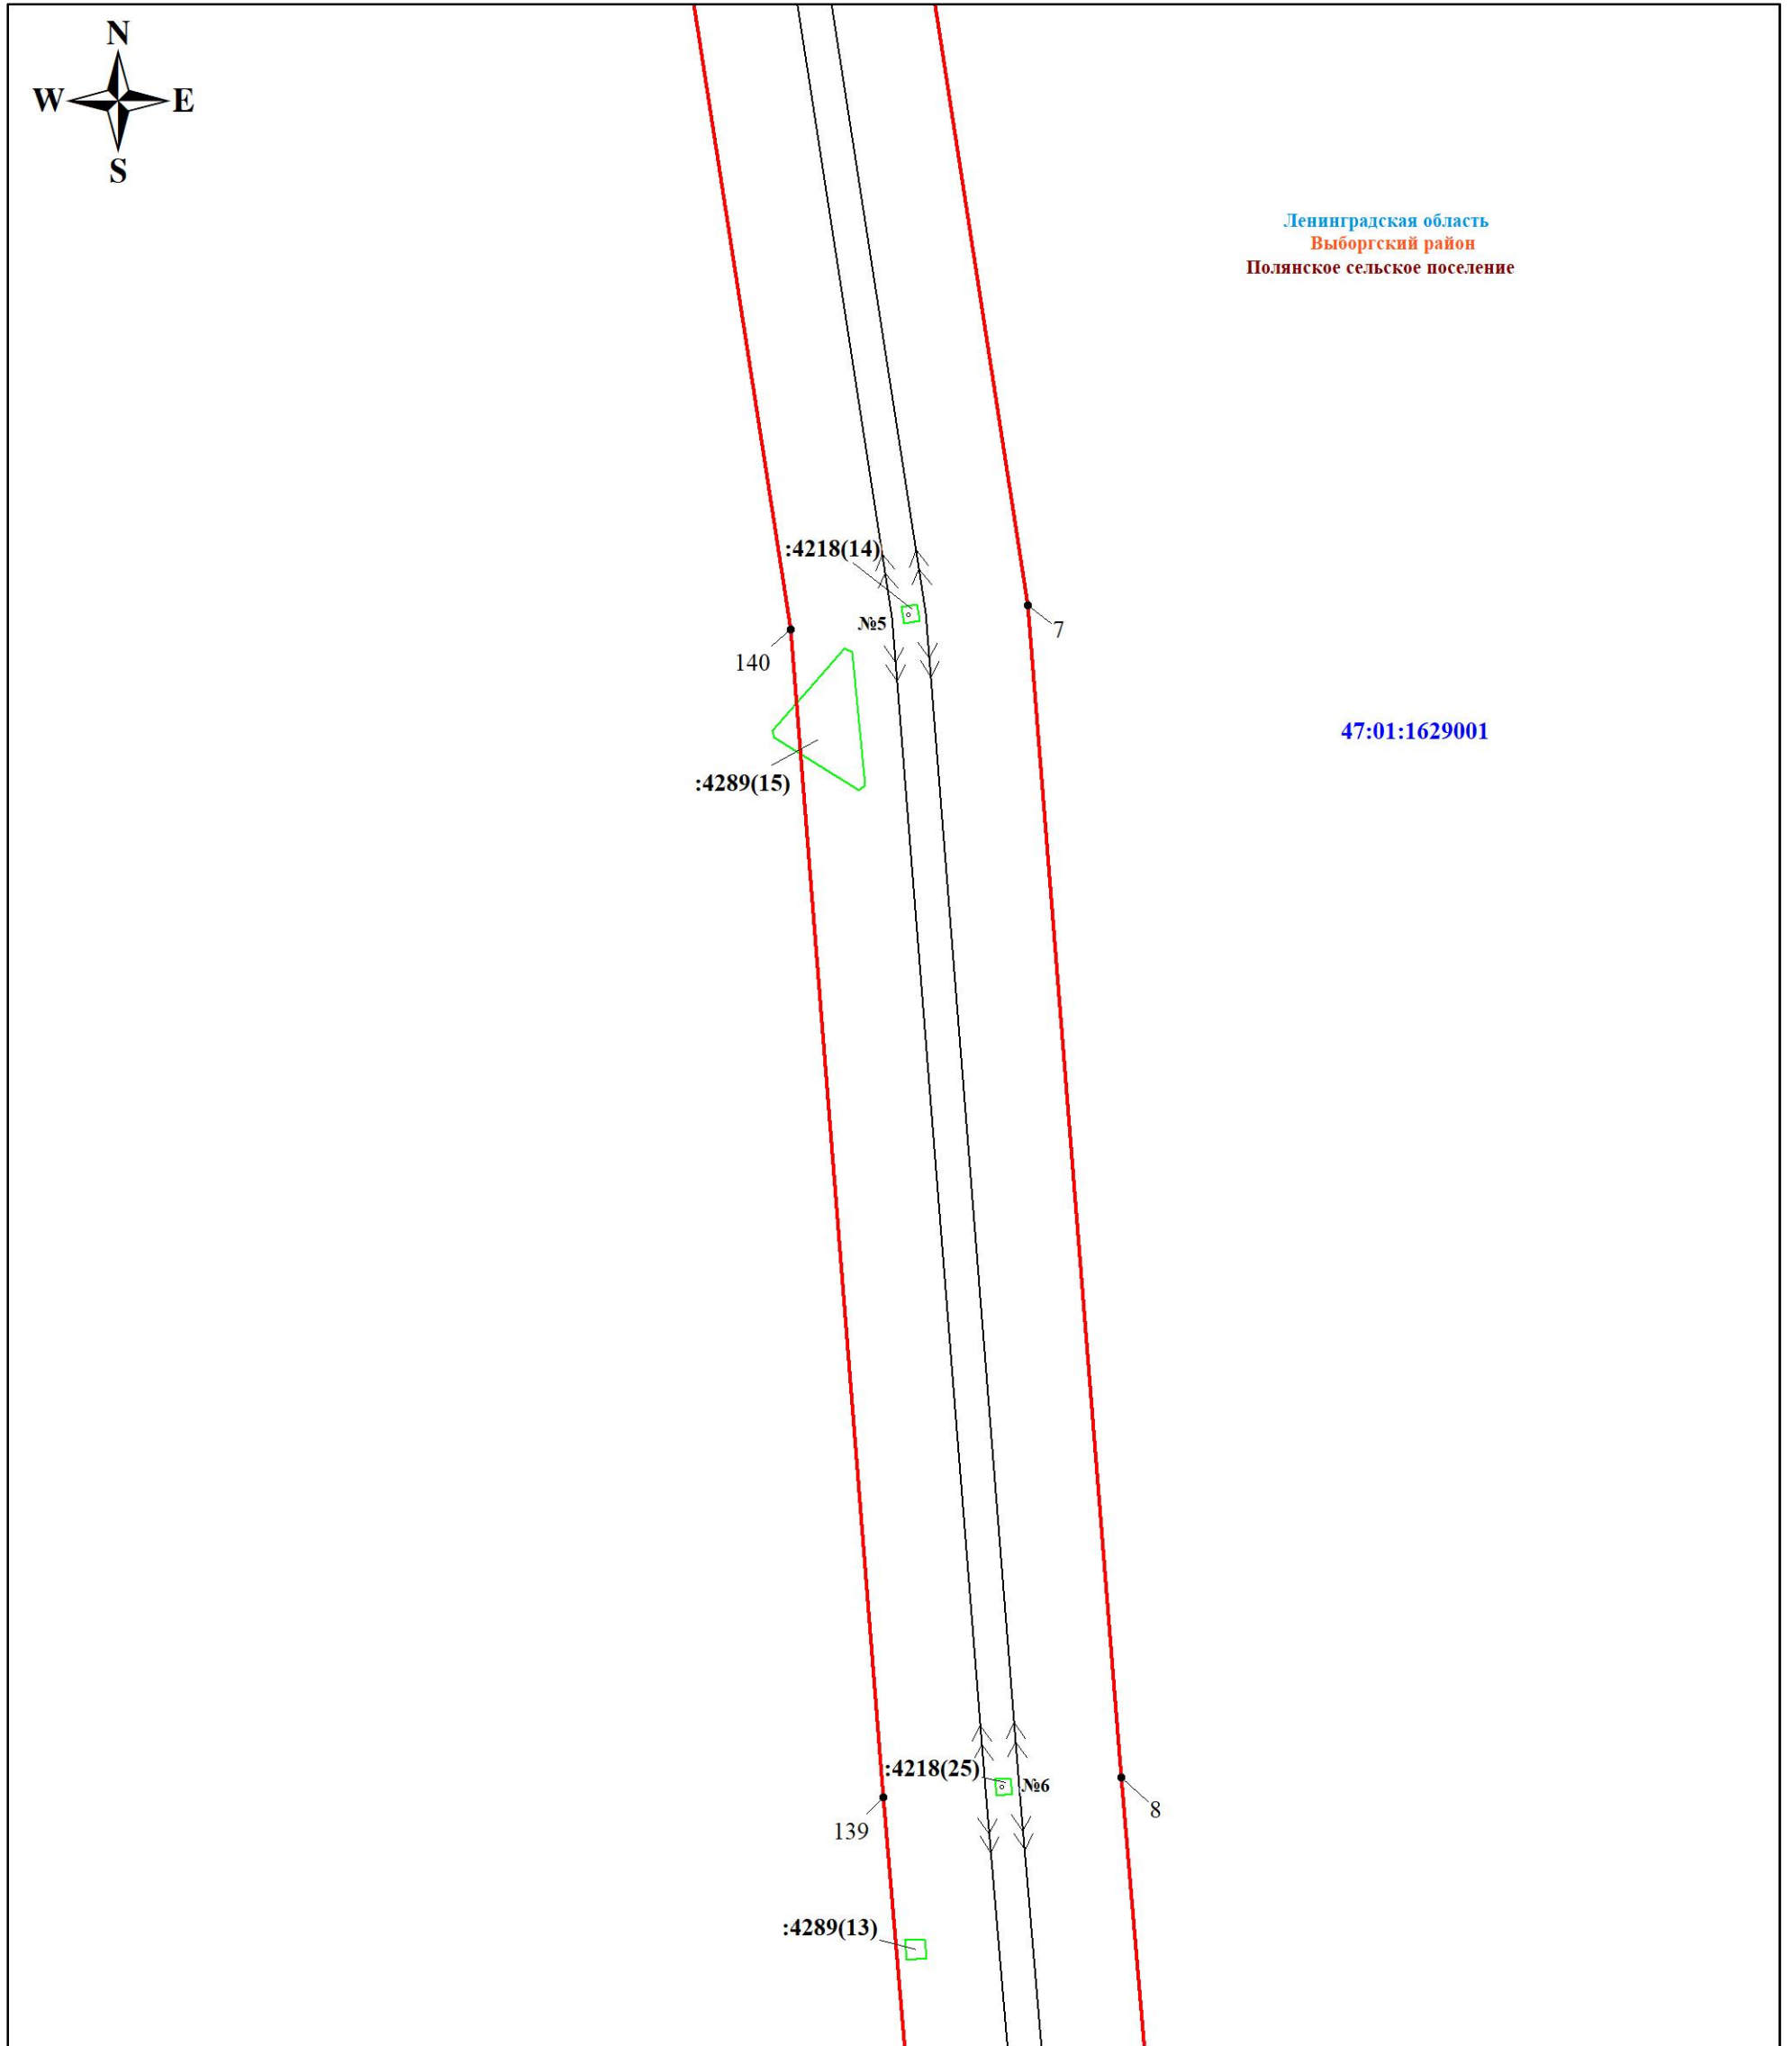 N
W E
S
Ленинградская область
Выборгский район
Полянское сельское поселение
:4218(14)
№5
7
140
47:01:1629001
:4289(15)
:4218(25)
№6
8
139
:4289(13)